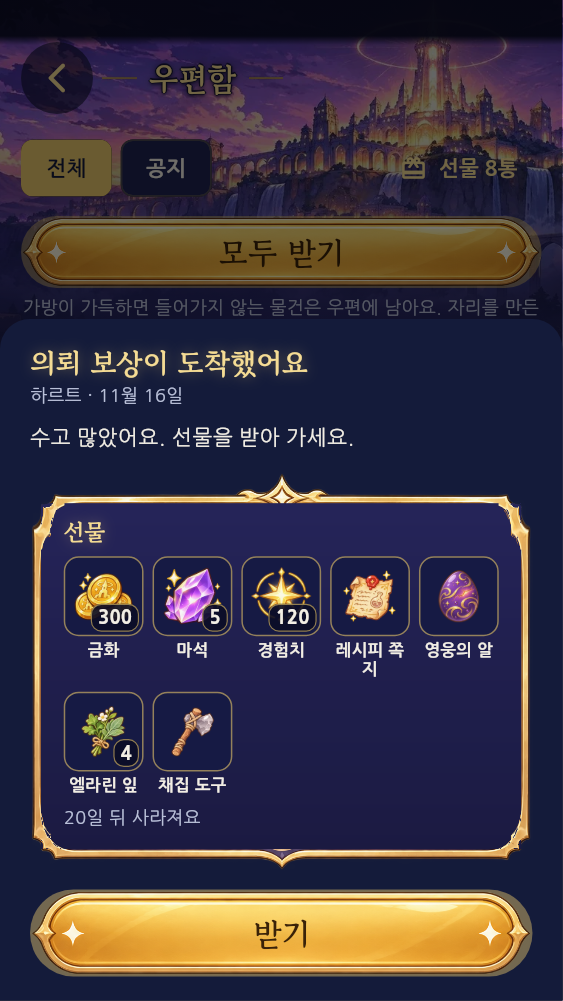 우편함
전체
공지
선물 8통
모두 받기
가방이 가득하면 들어가지 않는 물건은 우편에 남아요. 자리를 만든
의뢰 보상이 도착했어요
하르트 · 11월 16일
수고 많았어요. 선물을 받아 가세요.
선물
300
5
120
금화
마석
경험치
레시피 쪽
지
영웅의 알
4
엘라린 잎
채집 도구
20일 뒤 사라져요
받기